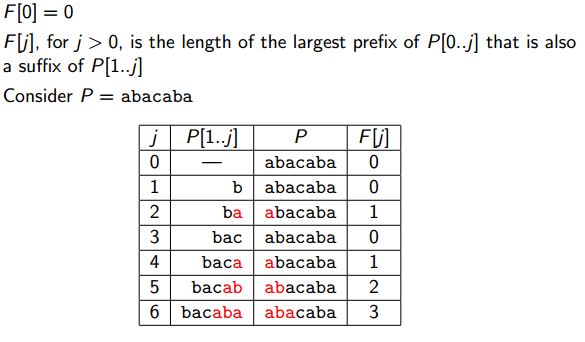 F[0] = 0
F[j], for j > 0, is the length of the largest prefix of P[0..j] that is also
a suffix of P[1..j]
Consider P = abacaba
j P[1..j] P F[j]
0 — abacaba 0
1 b abacaba 0
2 ba abacaba 1
3 bac abacaba 0
4 baca abacaba 1
5 bacab abacaba 2
6 bacaba abacaba 3